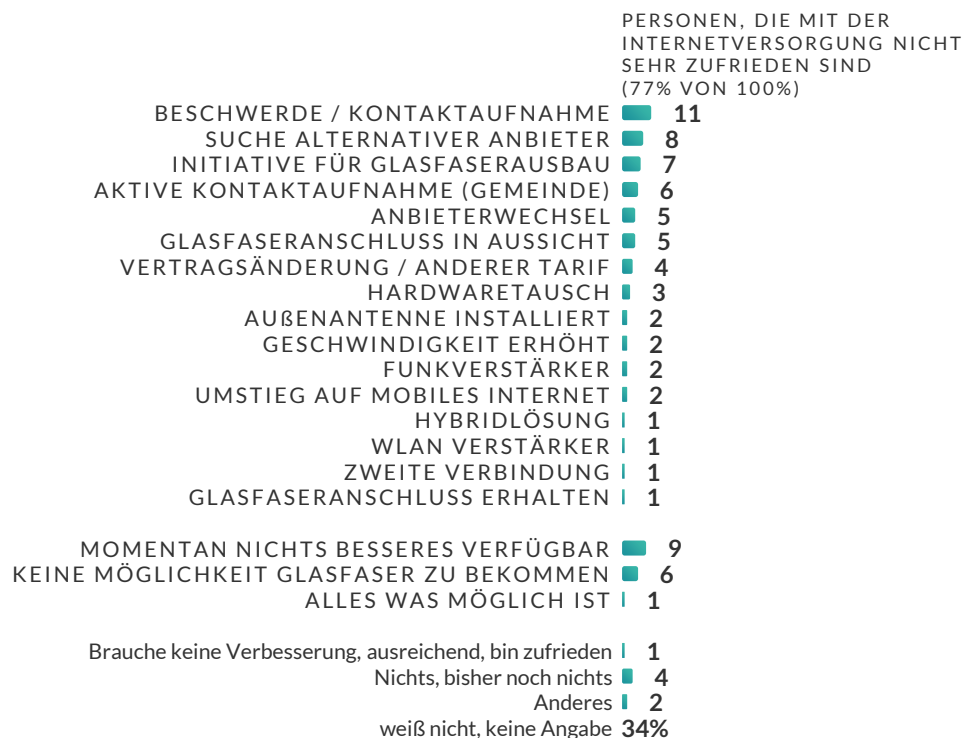 PERSONEN, DIE MIT DER
INTERNETVERSORGUNG NICHT
SEHR ZUFRIEDEN SIND
(77% VON 100%)
BESCHWERDE / KONTAKTAUFNAHME 11
SUCHE ALTERNATIVER ANBIETER 8
INITIATIVE FÜR GLASFASERAUSBAU 7
AKTIVE KONTAKTAUFNAHME (GEMEINDE) 6
ANBIETERWECHSEL 5
GLASFASERANSCHLUSS IN AUSSICHT 5
VERTRAGSÄNDERUNG / ANDERER TARIF 4
HARDWARETAUSCH 3
AUßENANTENNE INSTALLIERT 2
GESCHWINDIGKEIT ERHÖHT 2
FUNKVERSTÄRKER 2
UMSTIEG AUF MOBILES INTERNET 2
HYBRIDLÖSUNG 1
WLAN VERSTÄRKER 1
ZWEITE VERBINDUNG 1
GLASFASERANSCHLUSS ERHALTEN 1
MOMENTAN NICHTS BESSERES VERFÜGBAR 9
KEINE MÖGLICHKEIT GLASFASER ZU BEKOMMEN 6
ALLES WAS MÖGLICH IST 1
Brauche keine Verbesserung, ausreichend, bin zufrieden 1
Nichts, bisher noch nichts 4
Anderes 2
weiß nicht, keine Angabe 34%